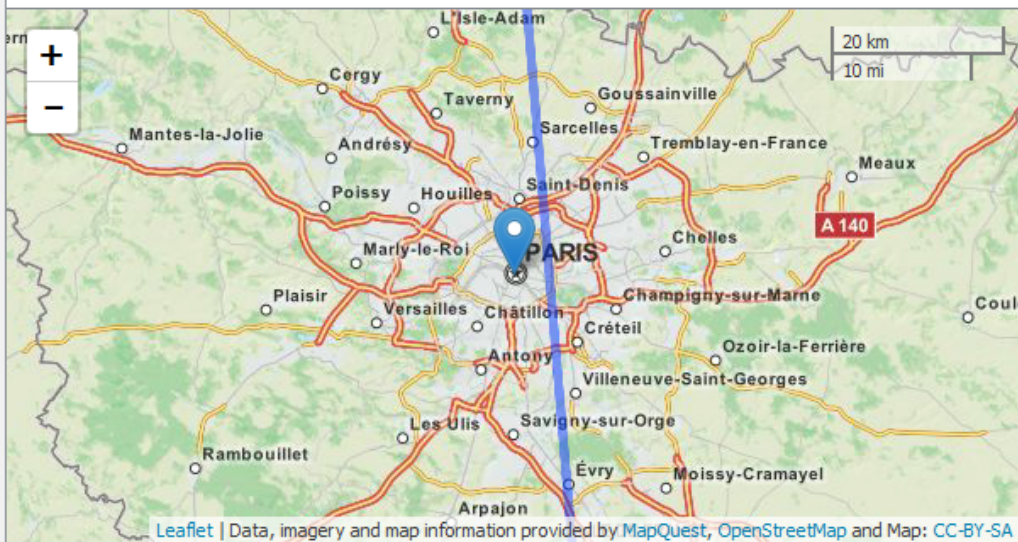 L'Isle-Adam
+
20 km
10 mi
Cergy
Goussainville
Taverny
−
Sarcelles
Mantes-la-Jolie
Andrésy
Tremblay-en-France
Meaux
Poissy
Houilles
Saint-Denis
A 140
Marly-le-Roi
PARIS
Chelles
Plaisir
Versailles
Châtillon
Champigny-sur-Marne
Créteil
Antony
Ozoir-la-Ferrière
Villeneuve-Saint-Georges
Les Ulis
Savigny-sur-Orge
Rambouillet
Évry
Moissy-Cramayel
Arpajon
Leaflet | Data, imagery and map information provided by MapQuest, OpenStreetMap and Map: CC-BY-SA